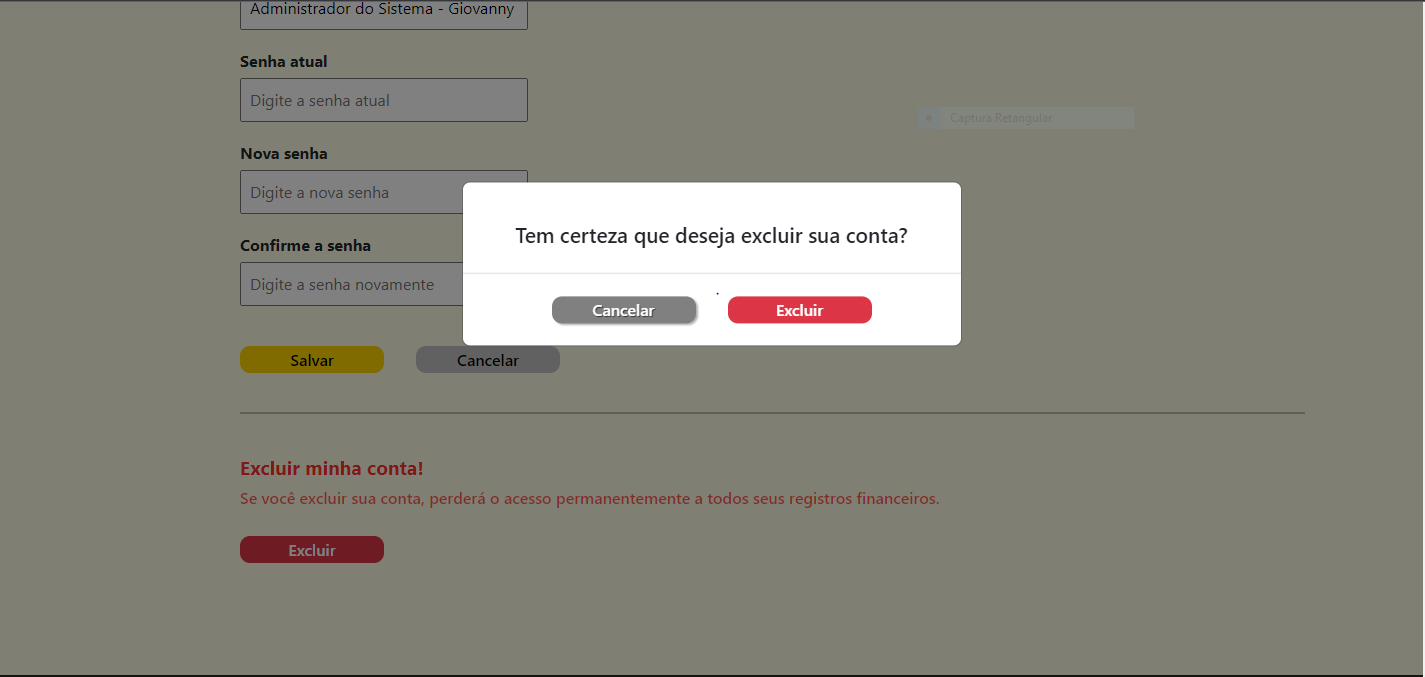 Administrador do Sistema - Giovanny
Senha atual
Digite a senha atual
Captura Retangular
Nova senha
Digite a nova senha
Confirme a senha
Digite a senha novamente
Tem certeza que deseja excluir sua conta?
Cancelar
Excluir
Salvar
Cancelar
Excluir minha conta!
Se você excluir sua conta, perderá o acesso permanentemente a todos seus registros financeiros.
Excluir